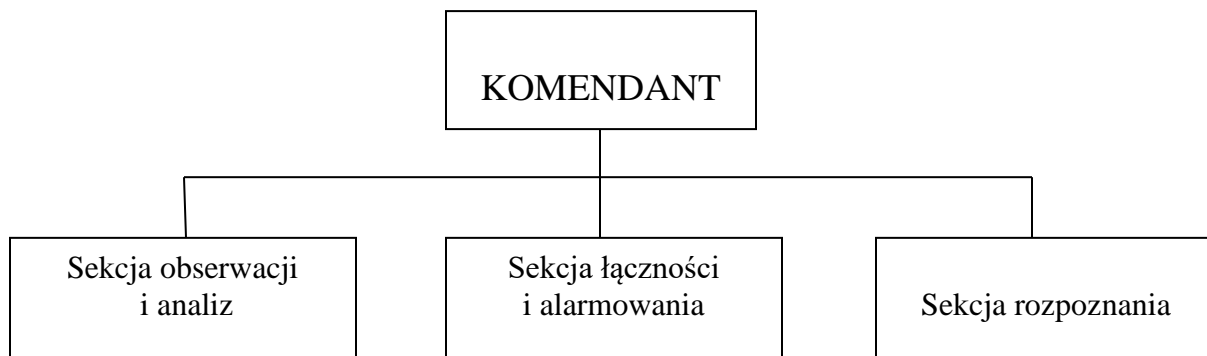 KOMENDANT
Sekcja obserwacji
i analiz
Sekcja łączności
i alarmowania
Sekcja rozpoznania